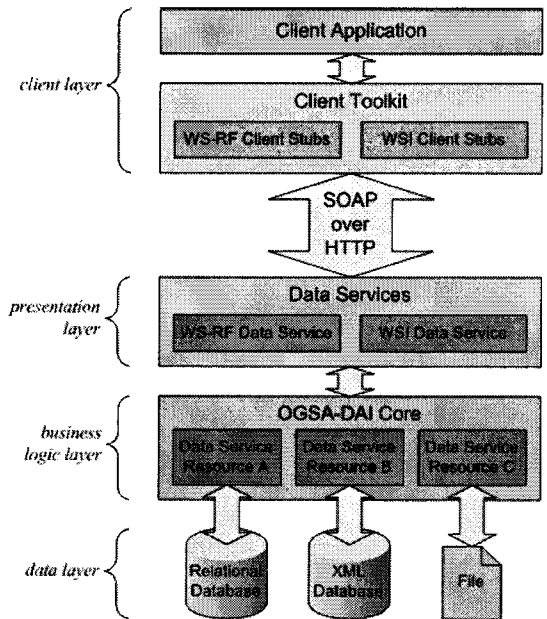 Client Application
client layer
Client Toolkit
WS-RF Client Stubs
WSI Client Stubs
SOAP
over
HTTP
presentation
layer
Data Services
WS-RF Data Service
WSI Data Service
business
logic layer
OGSA-DAI Core
Data Service
Resource A
Data Service
Resource B
Data Service
Resource C
data layer
Relational
Database
XML
Database
File